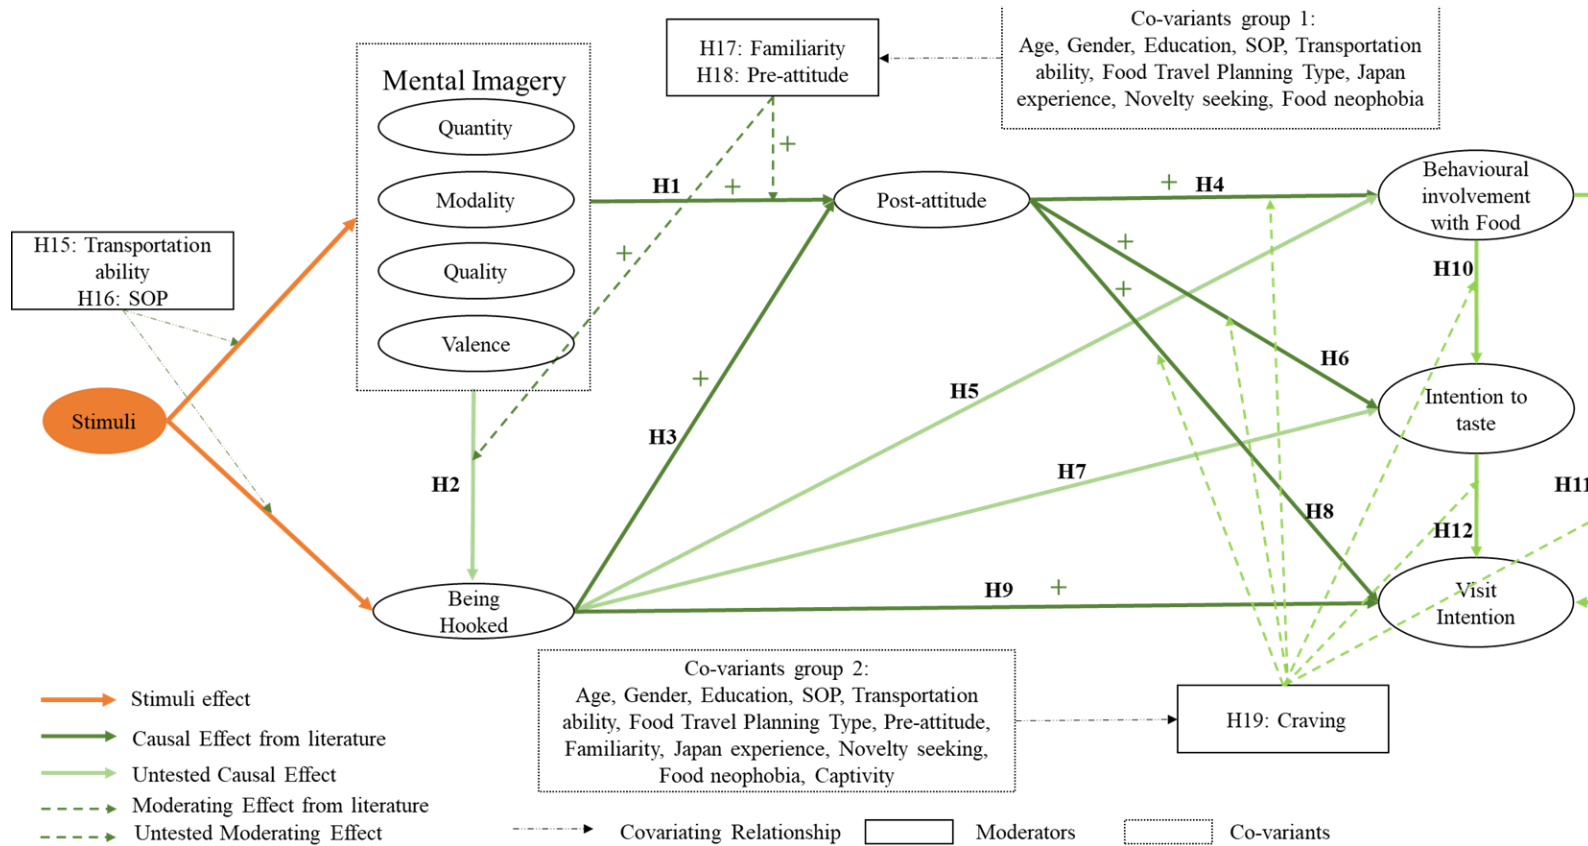 Co-variants group 1:
Age, Gender, Education, SOP, Transportation
ability, Food Travel Planning Type, Japan
experience, Novelty seeking, Food neophobia
H17: Familiarity
H18: Pre-attitude
Mental Imagery
Quantity
Modality
Quality
Valence
H15: Transportation
ability
H16: SOP
Stimuli
H1
+
+
+
Post-attitude
+
H4
Behavioural
involvement
with Food
+
+
H10
H6
H5
Intention to
taste
+
H3
H2
H7
H11
H8
H12
Being
Hooked
H9
+
Visit
Intention
Co-variants group 2:
Age, Gender, Education, SOP, Transportation
ability, Food Travel Planning Type, Pre-attitude,
Familiarity, Japan experience, Novelty seeking,
Food neophobia, Captivity
H19: Craving
Stimuli effect
Causal Effect from literature
Untested Causal Effect
Moderating Effect from literature
Untested Moderating Effect
Covariating Relationship
Moderators
Co-variants